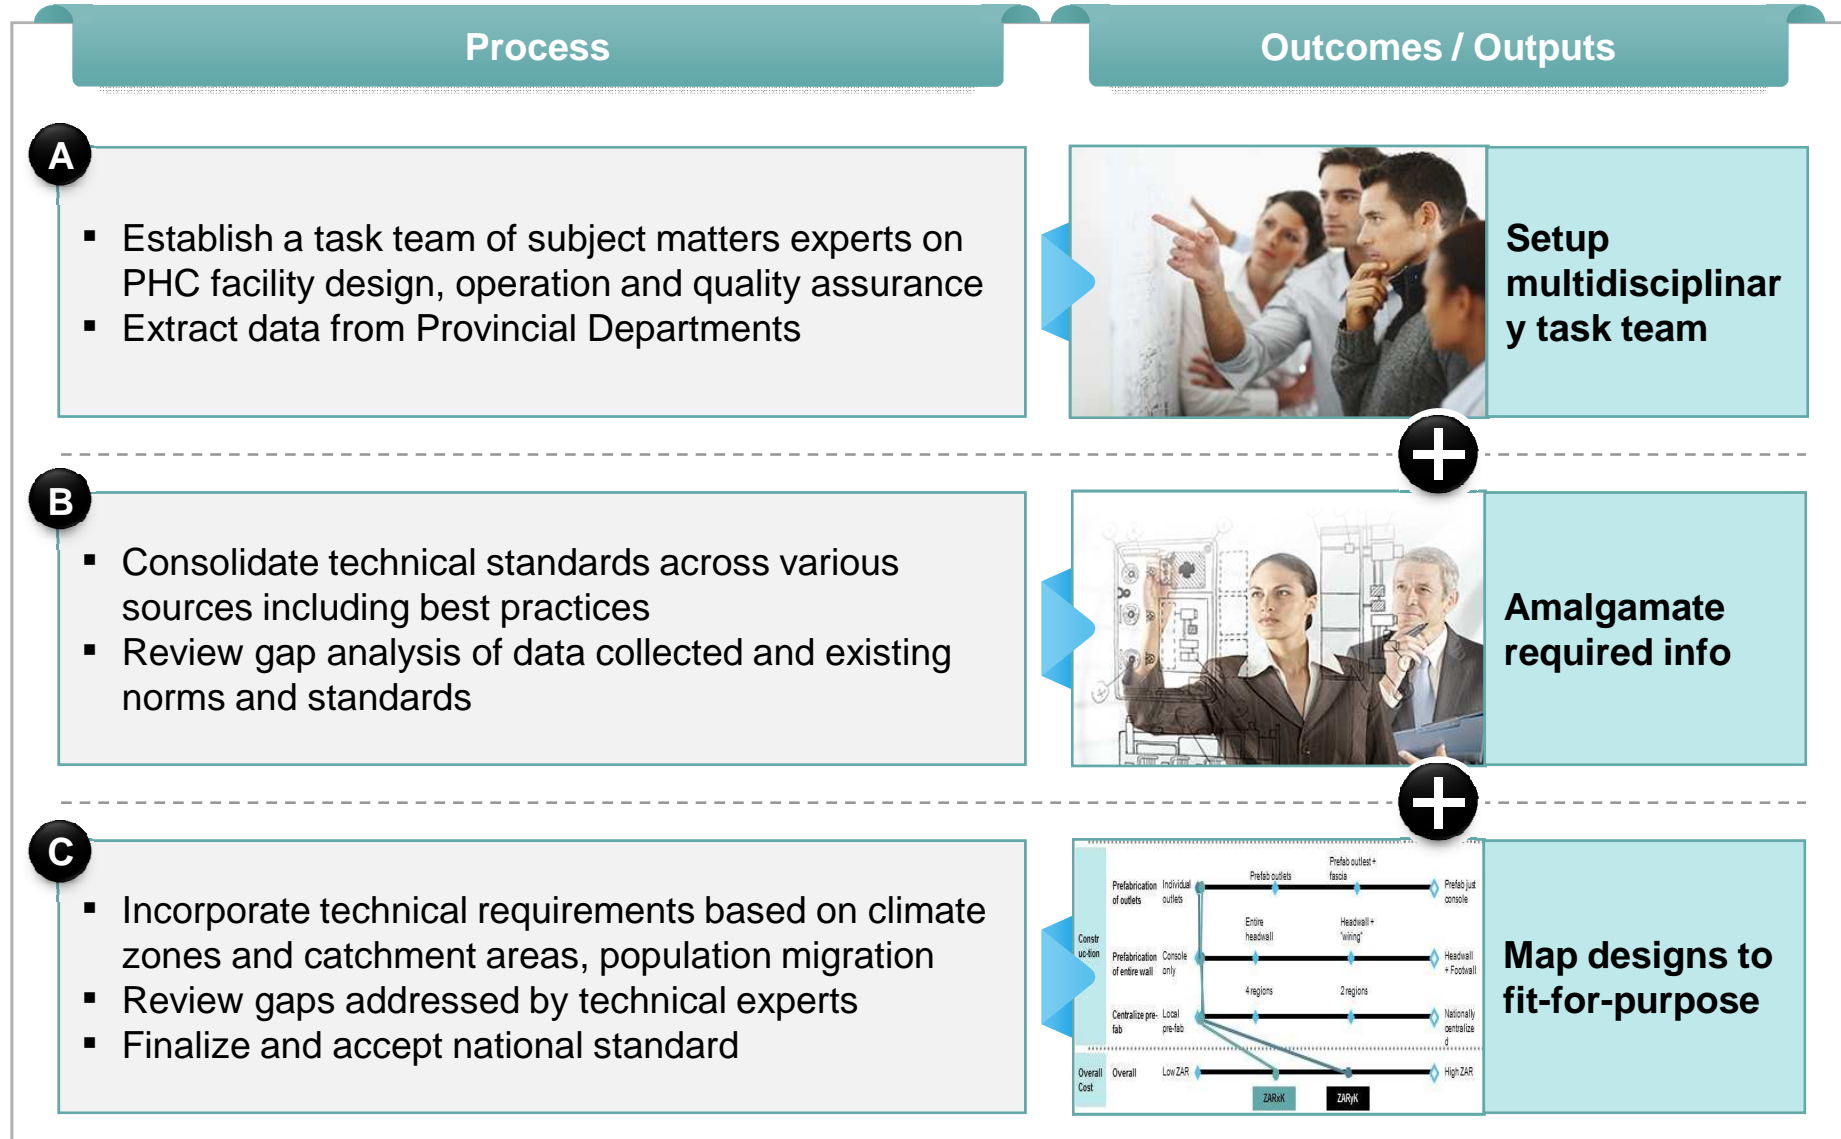 Process
Outcomes / Outputs
A
▪ Establish a task team of subject matters experts on
PHC facility design, operation and quality assurance
▪ Extract data from Provincial Departments
Setup
multidisciplinar
y task team
B
▪ Consolidate technical standards across various
sources including best practices
▪ Review gap analysis of data collected and existing
norms and standards
Amalgamate
required info
C
▪ Incorporate technical requirements based on climate
zones and catchment areas, population migration
▪ Review gaps addressed by technical experts
▪ Finalize and accept national standard
Constr
uc-tion
Prefabrication
of outlets
Individual
outlets
Prefab outlets
Prefab outlest +
fascia
Prefab just
console
Prefabrication
of entire wall
Console
only
Entire
headwall
Headwall +
"wiring"
Headwall
+ Footwall
Centralize pre-
fab
Local
pre-fab
4 regions
2 regions
Nationally
centralize
d
Overall
Cost
Overall
Low ZAR
High ZAR
ZARxK
ZARyK
Map designs to
fit-for-purpose